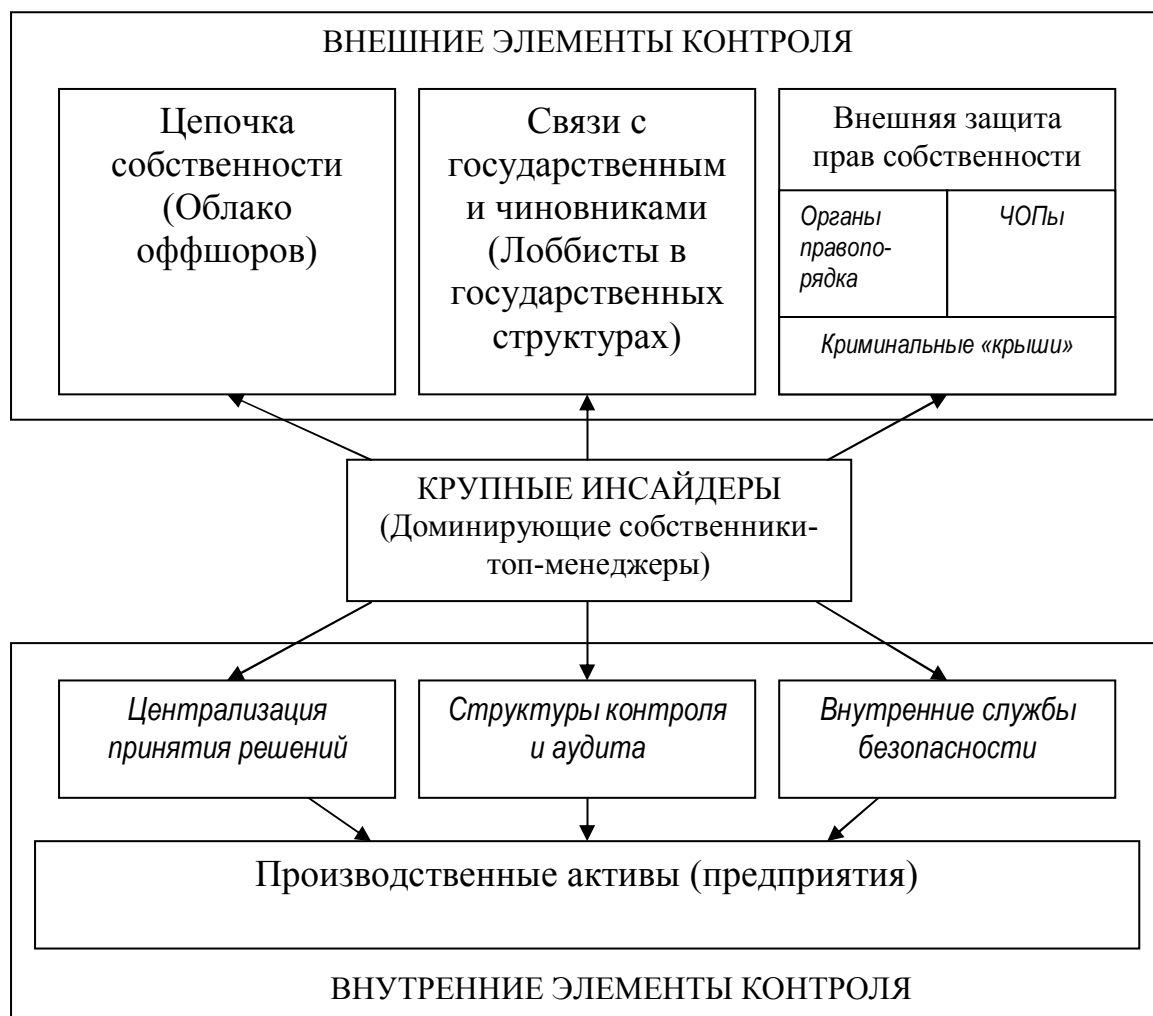 ВНЕШНИЕ ЭЛЕМЕНТЫ КОНТРОЛЯ
Цепочка
собственности
(Облако
оффшоров)
Связи с
государственным
и чиновниками
(Лоббисты в
государственных
структурах)
Внешняя защита
прав собственности
Органы
правопо-
рядка
ЧОПы
Криминальные «крыши»
КРУПНЫЕ ИНСАЙДЕРЫ
(Доминирующие собственники-
топ-менеджеры)
Централизация
принятия решений
Структуры контроля
и аудита
Внутренние службы
безопасности
Производственные активы (предприятия)
ВНУТРЕННИЕ ЭЛЕМЕНТЫ КОНТРОЛЯ